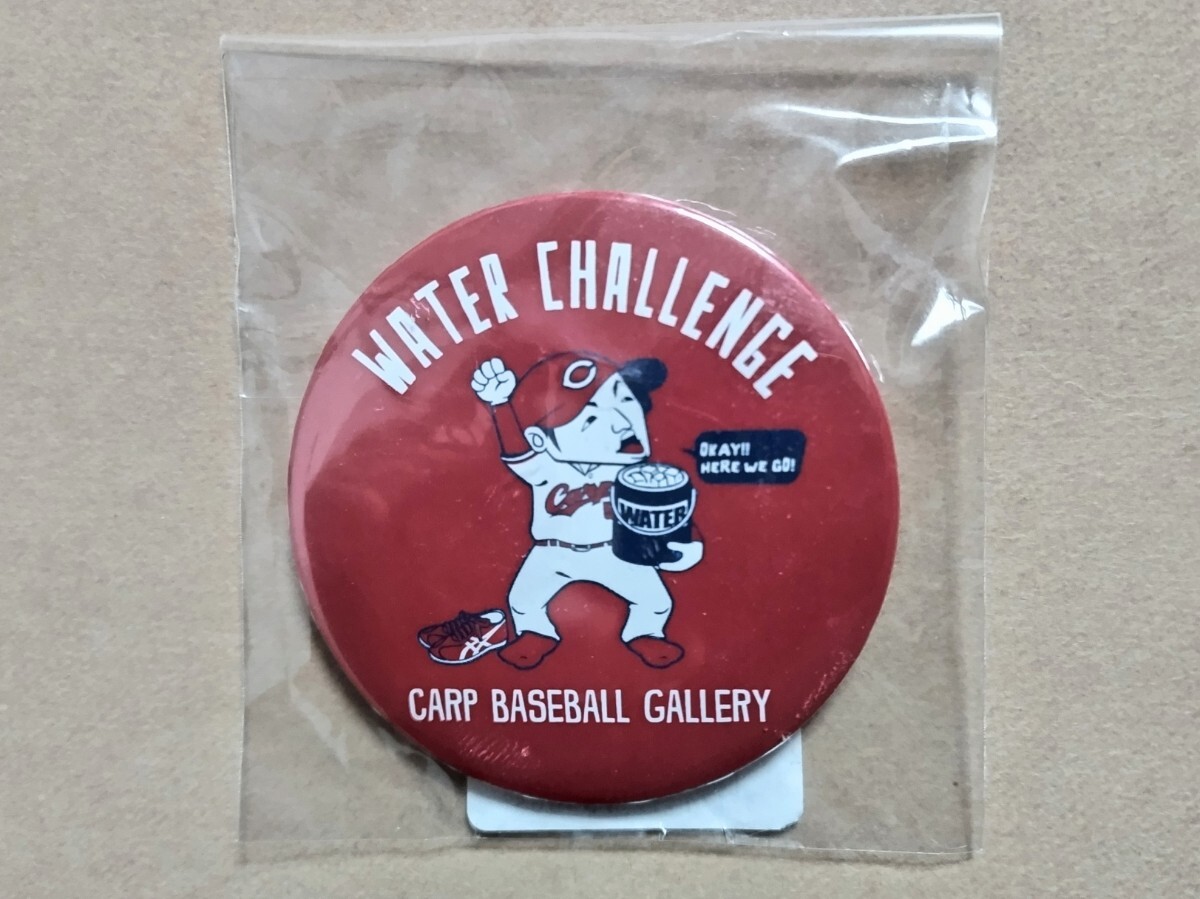 WATER CHALLENGE
OKAY!!
HERE WE GO!
WATER
CARP BASEBALL GALLERY